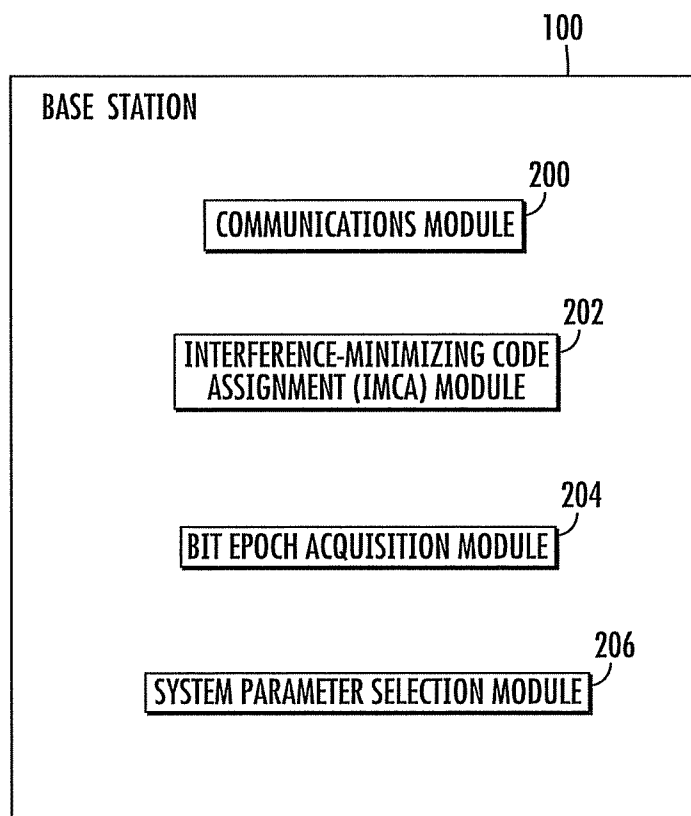 100
BASE STATION
200
COMMUNICATIONS MODULE
202
INTERFERENCE-MINIMIZING CODE
ASSIGNMENT (IMCA) MODULE
204
BIT EPOCH ACQUISITION MODULE
206
SYSTEM PARAMETER SELECTION MODULE